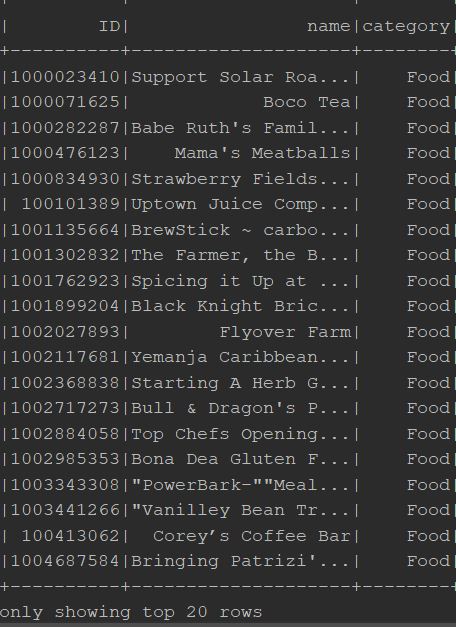 |        ID|                name|category|
+----------+--------------------+--------+
|1000023410|Support Solar Roa...|    Food|
|1000071625|            Boco Tea|    Food|
|1000282287|Babe Ruth's Famil...|    Food|
|1000476123|    Mama's Meatballs|    Food|
|1000834930|Strawberry Fields...|    Food|
| 100101389|Uptown Juice Comp...|    Food|
|1001135664|BrewStick ~ carbo...|    Food|
|1001302832|The Farmer, the B...|    Food|
|1001762923|Spicing it Up at ...|    Food|
|1001899204|Black Knight Bric...|    Food|
|1002027893|        Flyover Farm|    Food|
|1002117681|Yemanja Caribbean...|    Food|
|1002368838|Starting A Herb G...|    Food|
|1002717273|Bull & Dragon's P...|    Food|
|1002884058|Top Chefs Opening...|    Food|
|1002985353|Bona Dea Gluten F...|    Food|
|1003343308|"PowerBark-""Meal...|    Food|
|1003441266|"Vanilley Bean Tr...|    Food|
| 100413062|  Corey’s Coffee Bar|    Food|
|1004687584|Bringing Patrizi'...|    Food|
+----------+--------------------+--------+
only showing top 20 rows